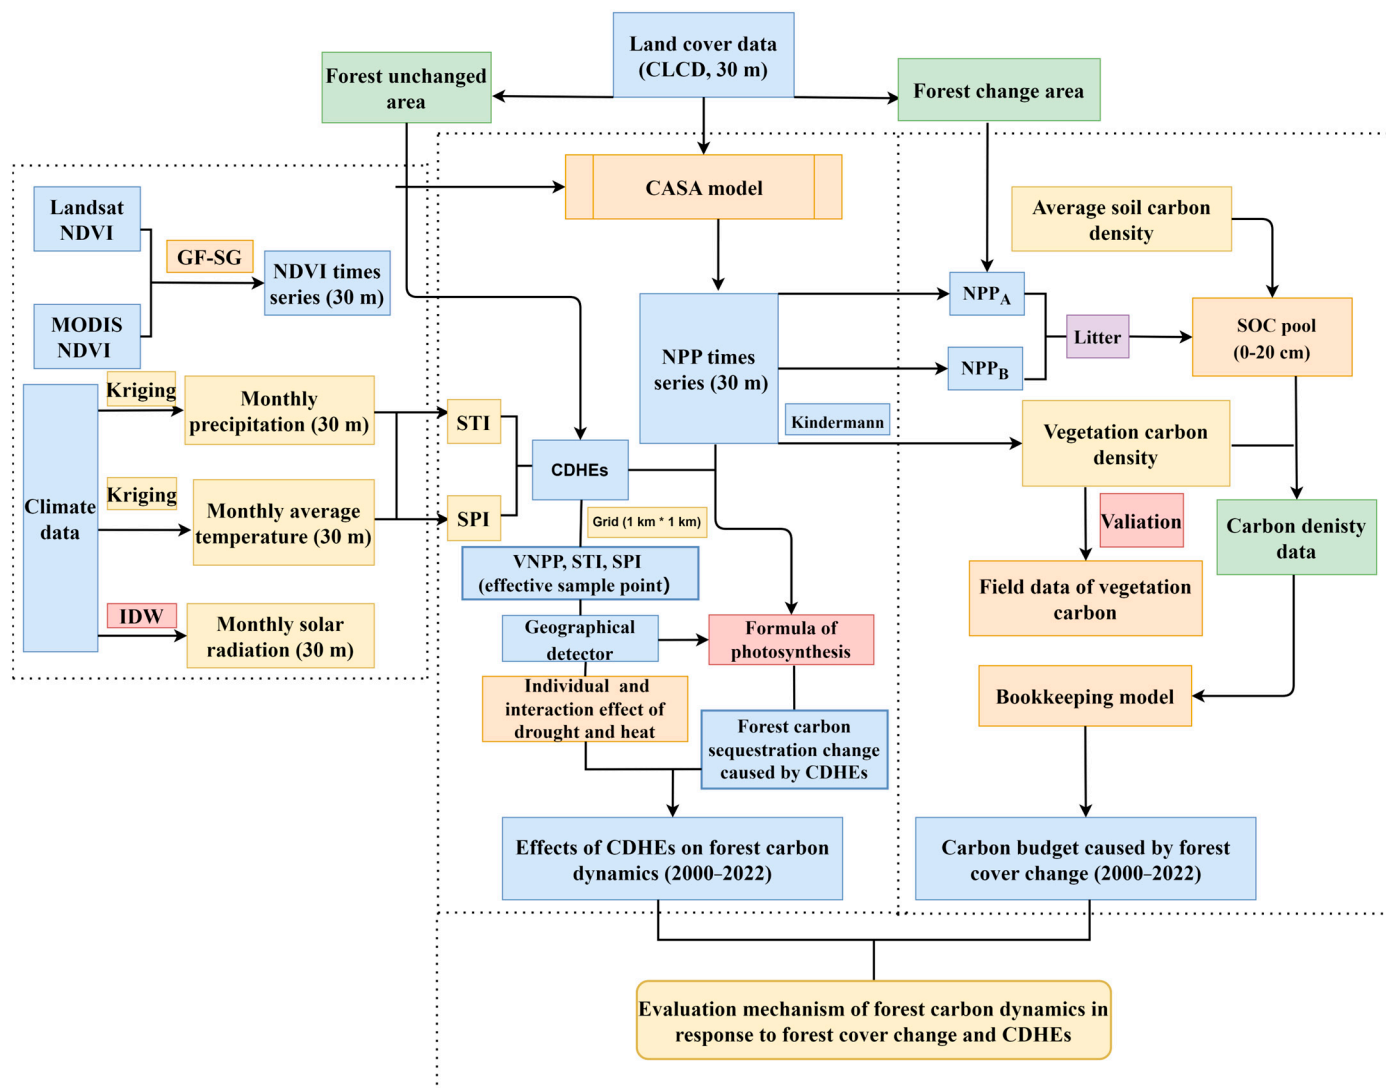 Land cover data
(CLCD, 30 m)
Forest unchanged
area
Forest change area
CASA model
Landsat
NDVI
GF-SG
NDVI times
series (30 m)
MODIS
NDVI
Average soil carbon
density
NPPA
NPPB
Litter
SOC pool
(0-20 cm)
NPP times
series (30 m)
Kindermann
Vegetation carbon
density
Kriging
Monthly
precipitation (30 m)
STI
CDHEs
Climate
data
Kriging
Monthly average
temperature (30 m)
SPI
Grid (1 km * 1 km)
Valiation
Carbon denisty
data
VNPP, STI, SPI
(effective sample point)
Field data of vegetation
carbon
IDW
Monthly solar
radiation (30 m)
Geographical
detector
Formula of
photosynthesis
Individual and
interaction effect of
drought and heat
Forest carbon
sequestration change
caused by CDHEs
Bookkeeping model
Effects of CDHEs on forest carbon
dynamics (2000–2022)
Carbon budget caused by forest
cover change (2000–2022)
Evaluation mechanism of forest carbon dynamics in
response to forest cover change and CDHEs